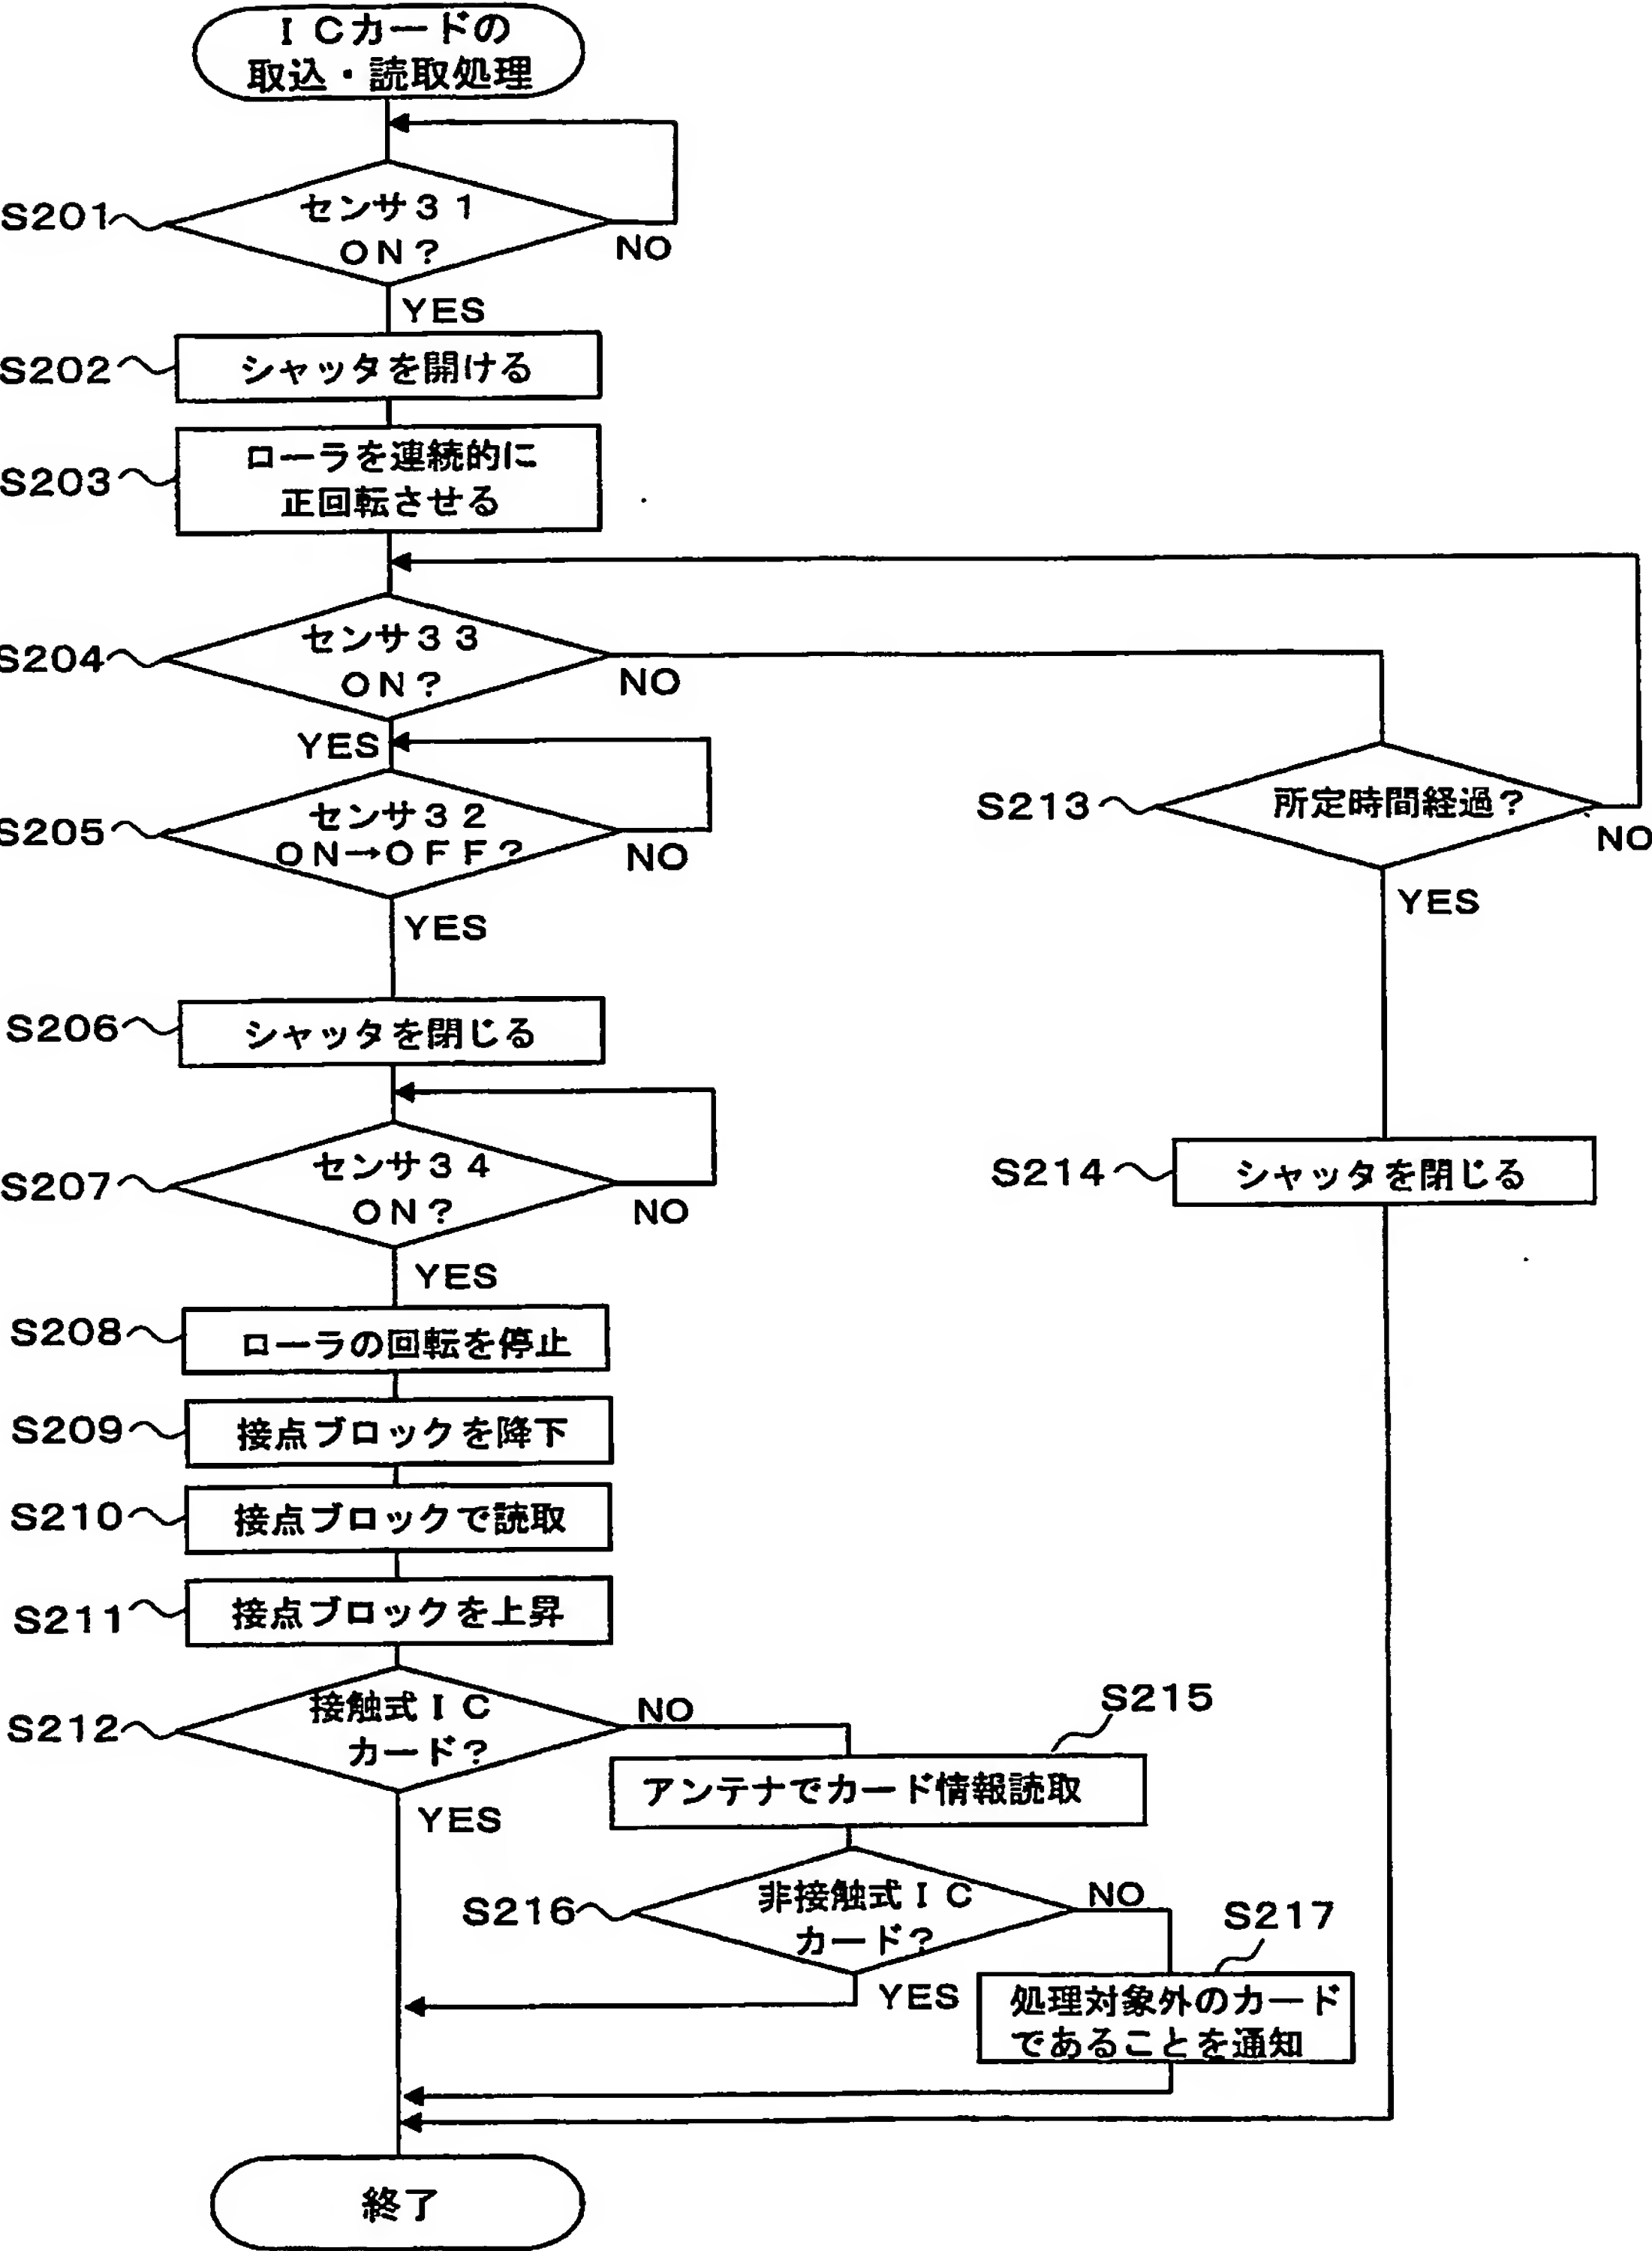 ＩＣカードの
取込・読取処理
S201
センサ３１
ＯＮ？
NO
YES
S202
シャッタを開ける
S203
ローラを連続的に
正回転させる
S204
センサ３３
ＯＮ？
NO
YES
S205
センサ３２
ＯＮ→ＯＦＦ？
NO
YES
S213
所定時間経過？
NO
YES
S206
シャッタを閉じる
S207
センサ３４
ＯＮ？
NO
YES
S214
シャッタを閉じる
S208
ローラの回転を停止
S209
接点ブロックを降下
S210
接点ブロックで読取
S211
接点ブロックを上昇
S212
接触式ＩＣ
カード？
NO
YES
S215
アンテナでカード情報読取
S216
非接触式ＩＣ
カード？
NO
YES
S217
処理対象外のカード
であることを通知
終了